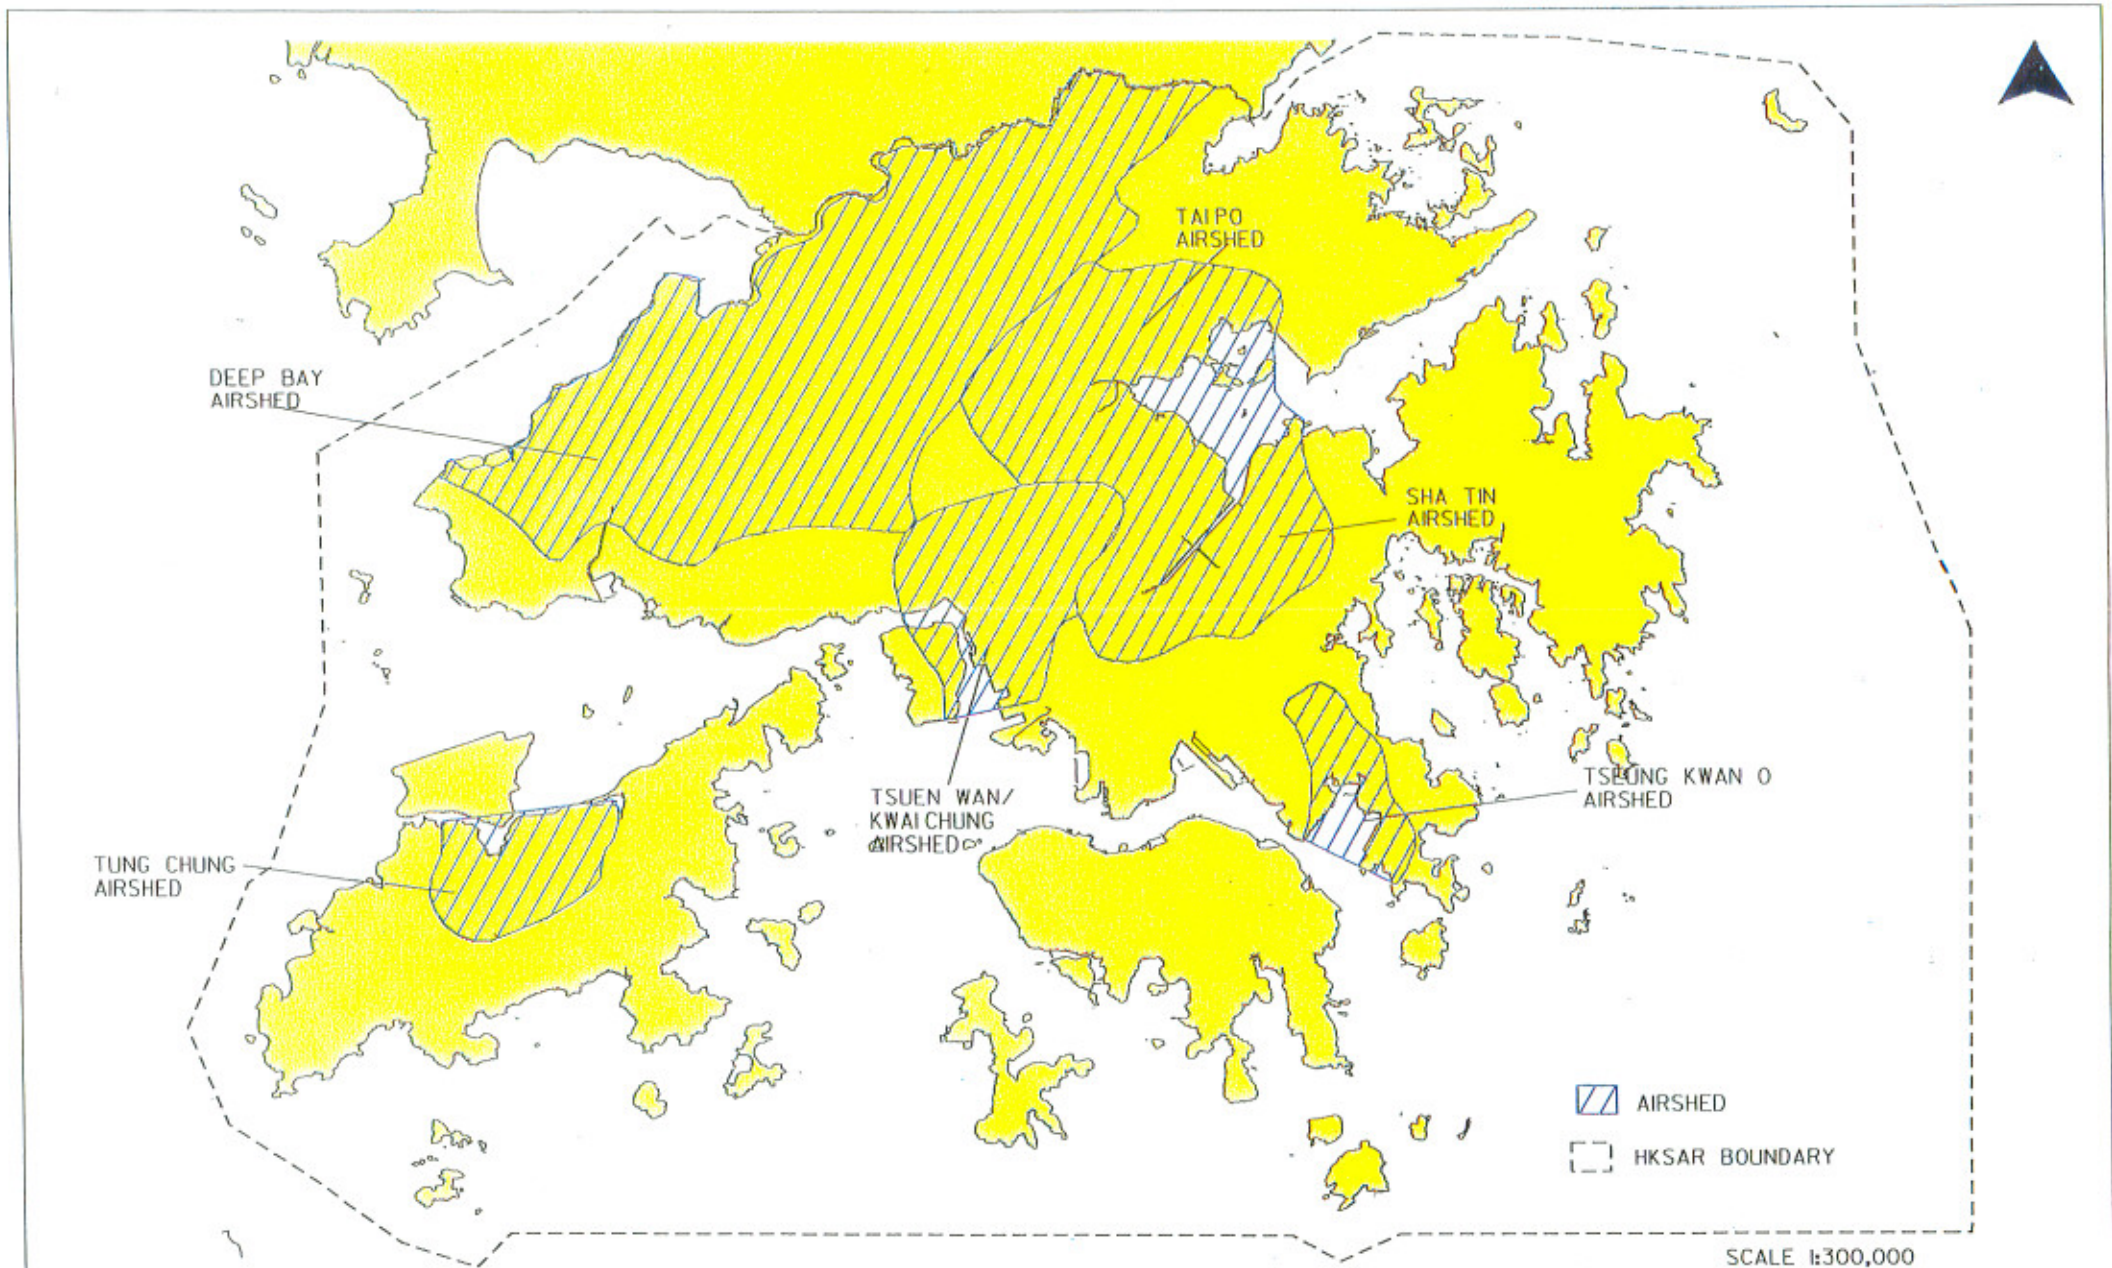 TAI PO
AIRSHED
DEEP BAY
AIRSHED
SHA TIN
AIRSHED
TSEUNG KWAN O
AIRSHED
TSUEN WAN/
KWAI CHUNG
AIRSHED
TUNG CHUNG
AIRSHED
AIRSHED
HKSAR BOUNDARY
SCALE 1:300,000